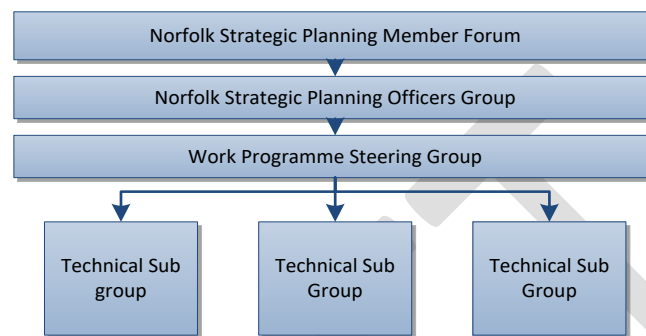 Norfolk Strategic Planning Member Forum
Norfolk Strategic Planning Officers Group
Work Programme Steering Group
Technical Sub
group
Technical Sub
Group
Technical Sub
Group